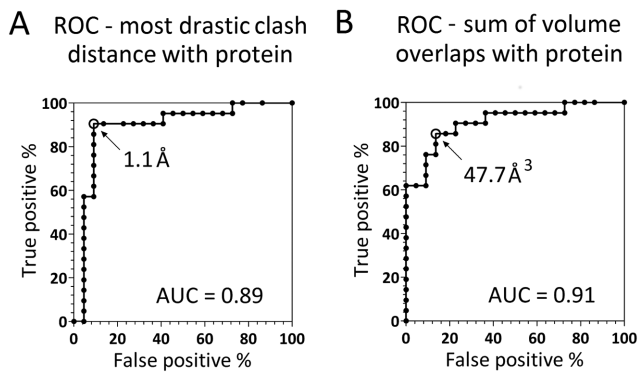 A ROC - most drastic clash
distance with protein
100
80
60
40
20
0
True positive %
0 20 40 60 80 100
False positive %
1.1 Å
AUC = 0.89
B ROC - sum of volume
overlaps with protein
100
80
60
40
20
0
True positive %
0 20 40 60 80 100
False positive %
47.7 Å³
AUC = 0.91